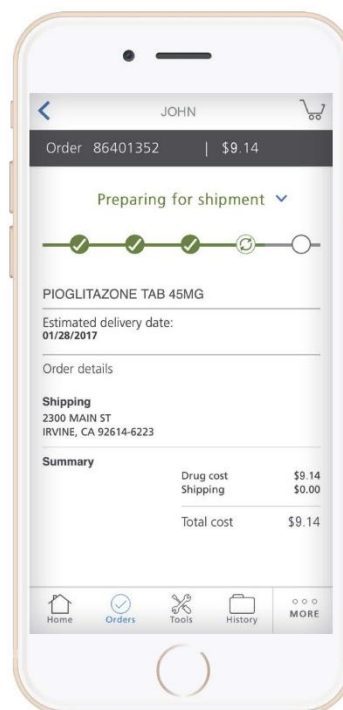 JOHN
Order 86401352 | $9.14
Preparing for shipment
PIOGLITAZONE TAB 45MG
Estimated delivery date:
01/28/2017
Order details
Shipping
2300 MAIN ST
IRVINE, CA 92614-6223
Summary
Drug cost $9.14
Shipping $0.00
Total cost $9.14
Home Orders Tools History MORE